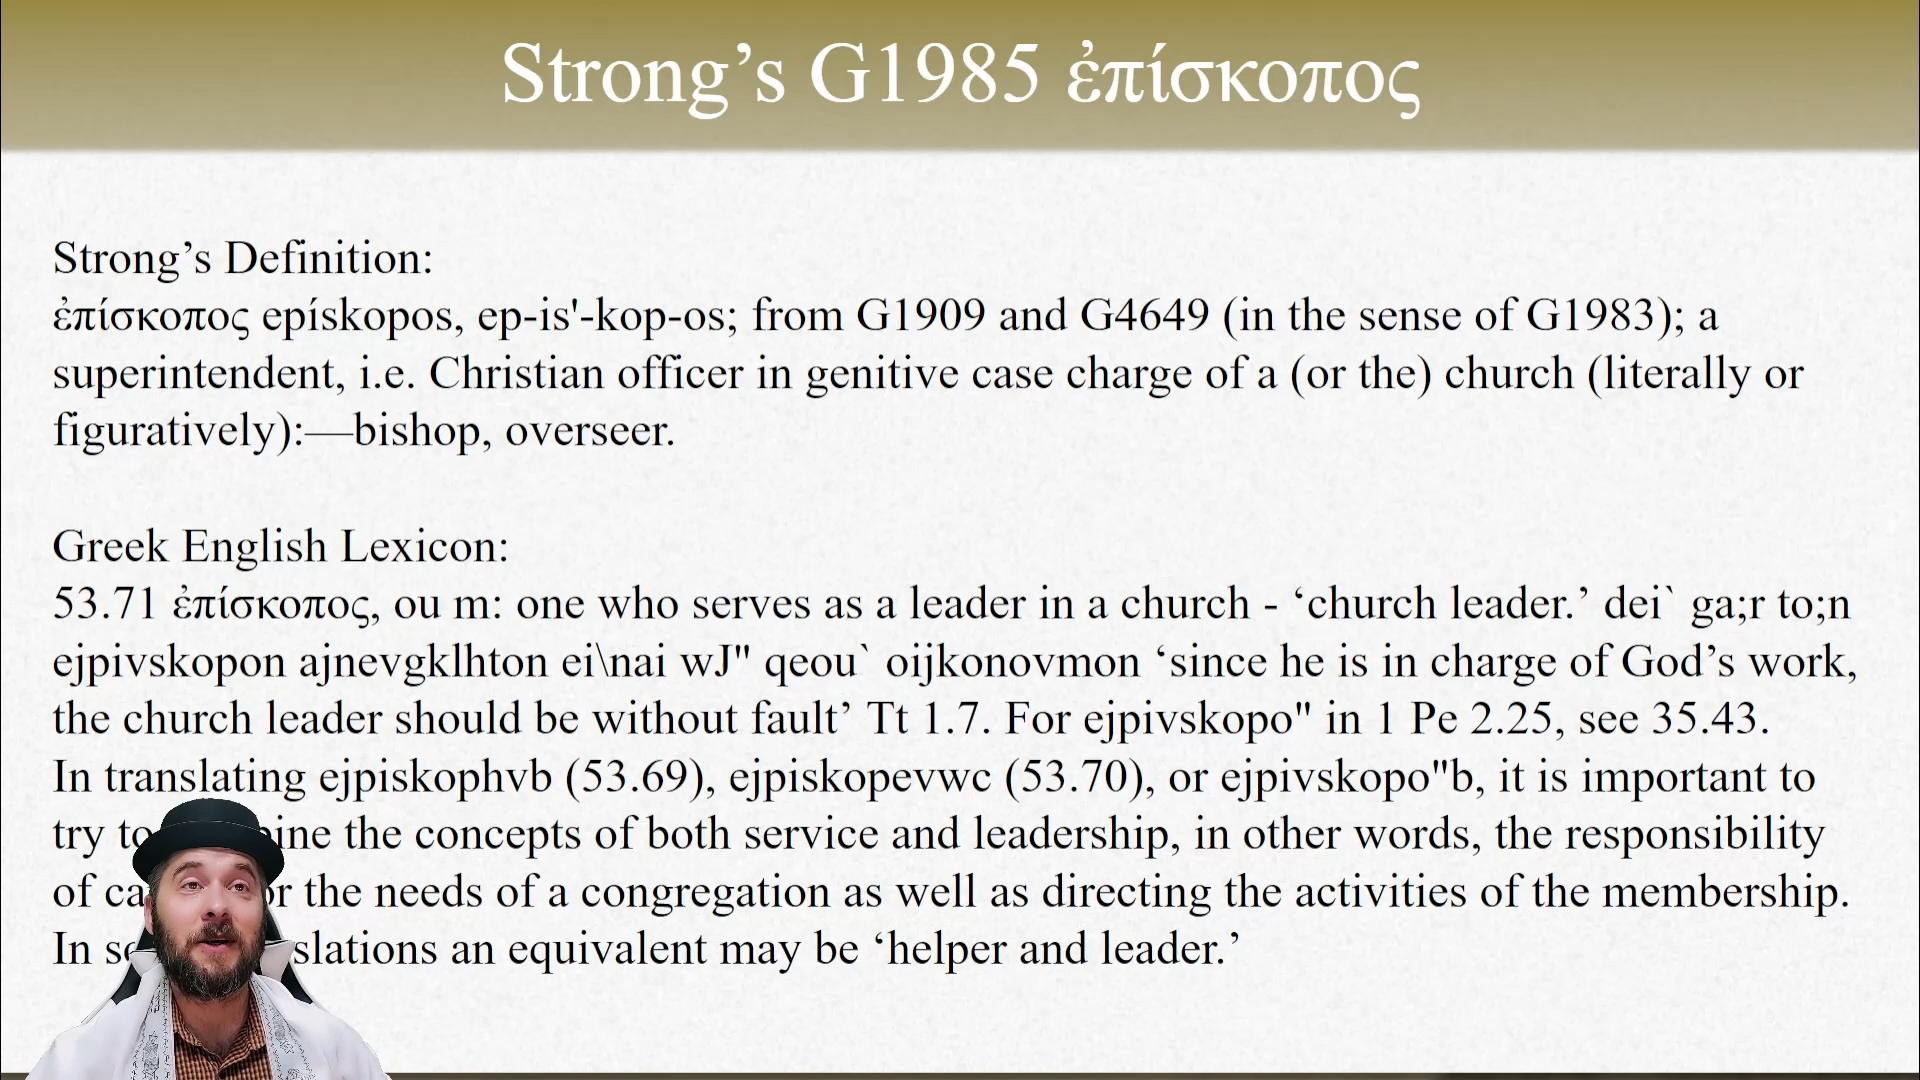 Strong’s G1985 ἐπίσκοπος
Strong’s Definition:
ἐπίσκοπος epískopos, ep-is'-kop-os; from G1909 and G4649 (in the sense of G1983); a
superintendent, i.e. Christian officer in genitive case charge of a (or the) church (literally or
figuratively):—bishop, overseer.
Greek English Lexicon:
53.71 ἐπίσκοπος, ου m: one who serves as a leader in a church - ‘church leader.’ dei` ga;r to;n
ejpivskopon ajnevgklhton ei\nai wJ" qeou` oijkonovmon ‘since he is in charge of God’s work,
the church leader should be without fault’ Tt 1.7. For ejpivskopo" in 1 Pe 2.25, see 35.43.
In translating ejpiskophvb (53.69), ejpiskopevwc (53.70), or ejpivskopo"b, it is important to
try to ine the concepts of both service and leadership, in other words, the responsibility
of ca r the needs of a congregation as well as directing the activities of the membership.
In so slations an equivalent may be ‘helper and leader.’